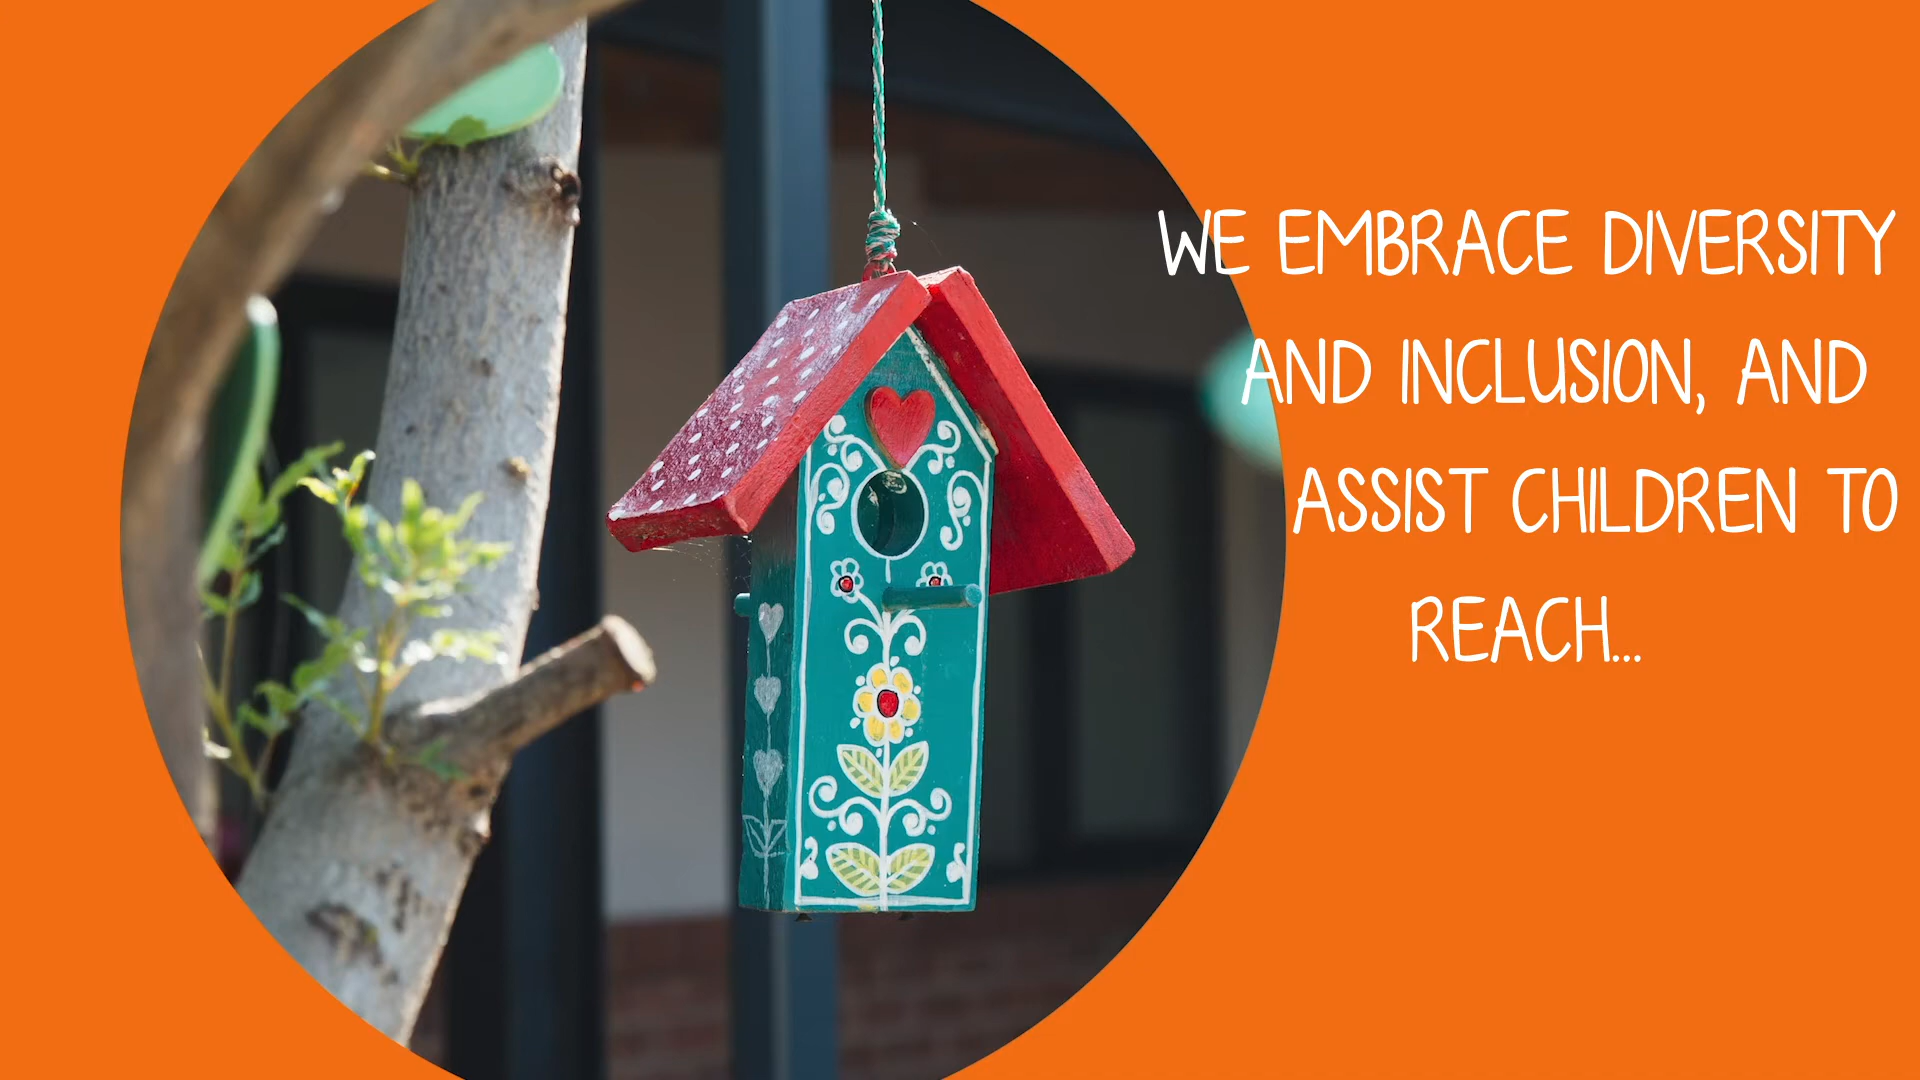 WE EMBRACE DIVERSITY
AND INCLUSION, AND
ASSIST CHILDREN TO
REACH...